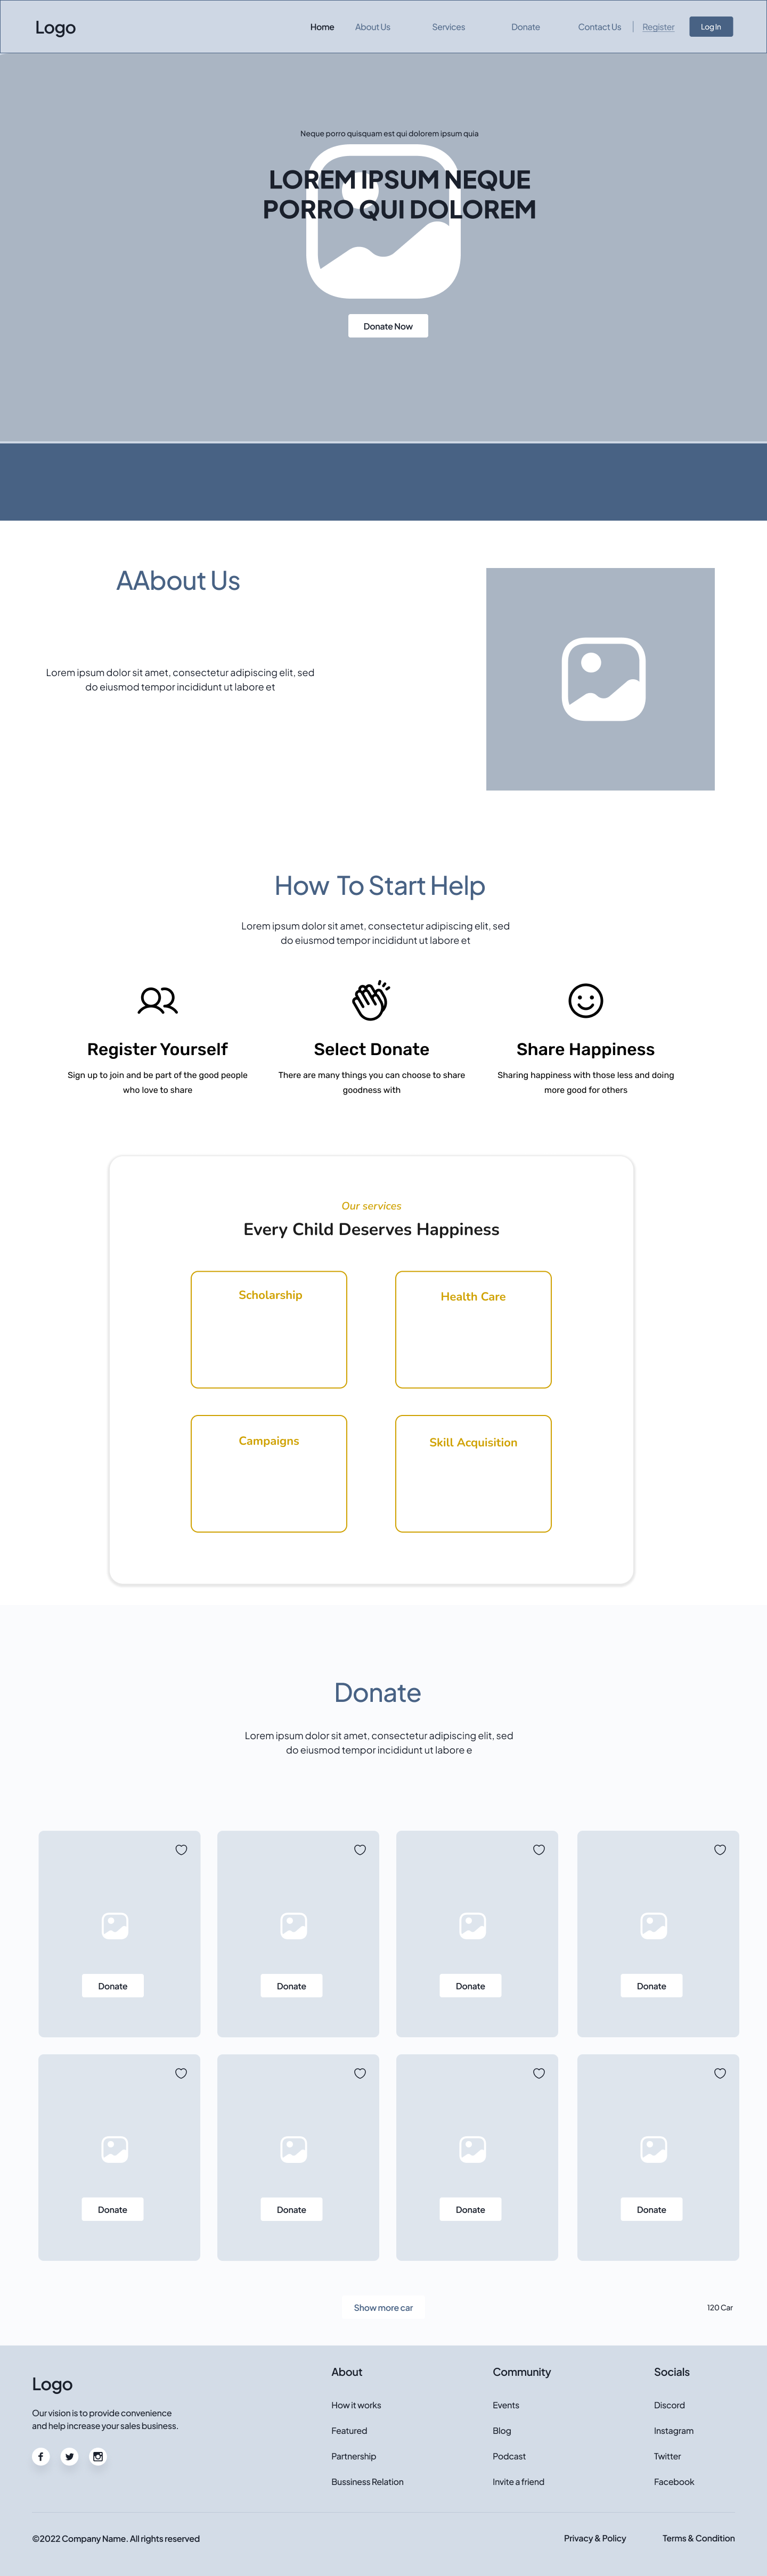 Logo
Home About Us Services Donate Contact Us Register Log In
Neque porro quisquam est qui dolorem ipsum quia
LOREM IPSUM NEQUE
PORRO QUI DOLOREM
Donate Now
AAbout Us
Lorem ipsum dolor sit amet, consectetur adipiscing elit, sed
do eiusmod tempor incididunt ut labore et
How To Start Help
Lorem ipsum dolor sit amet, consectetur adipiscing elit, sed
do eiusmod tempor incididunt ut labore et
Register Yourself
Sign up to join and be part of the good people
who love to share
Select Donate
There are many things you can choose to share
goodness with
Share Happiness
Sharing happiness with those less and doing
more good for others
Our services
Every Child Deserves Happiness
Scholarship
Health Care
Campaigns
Skill Acquisition
Donate
Lorem ipsum dolor sit amet, consectetur adipiscing elit, sed
do eiusmod tempor incididunt ut labore e
Donate
Donate
Donate
Donate
Donate
Donate
Donate
Donate
Show more car
120 Car
Logo
Our vision is to provide convenience
and help increase your sales business.
About
How it works
Featured
Partnership
Bussiness Relation
Community
Events
Blog
Podcast
Invite a friend
Socials
Discord
Instagram
Twitter
Facebook
©2022 Company Name. All rights reserved
Privacy & Policy
Terms & Condition